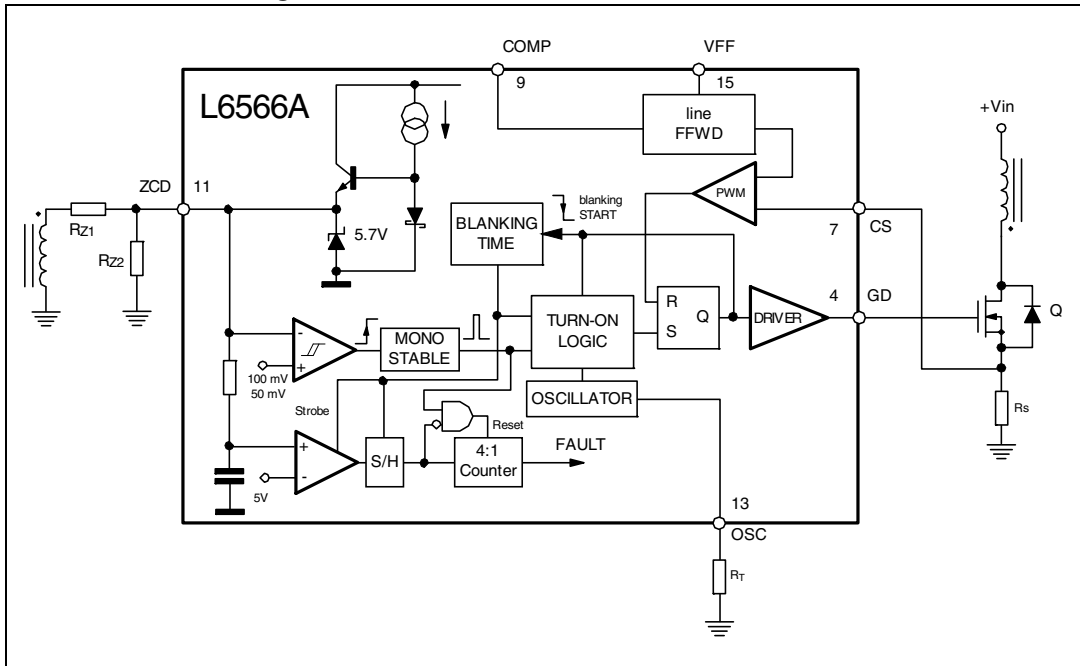 COMP
VFF
9
15
L6566A
line
FFWD
+Vin
ZCD
11
PWM
blanking
START
BLANKING
TIME
5.7V
7
CS
RZ1
RZ2
4
GD
R
S
Q
DRIVER
Q
TURN-ON
LOGIC
MONO
STABLE
-
+
100 mV
50 mV
OSCILLATOR
Strobe
Reset
Rs
+
-
S/H
4:1
Counter
FAULT
5V
13
OSC
RT